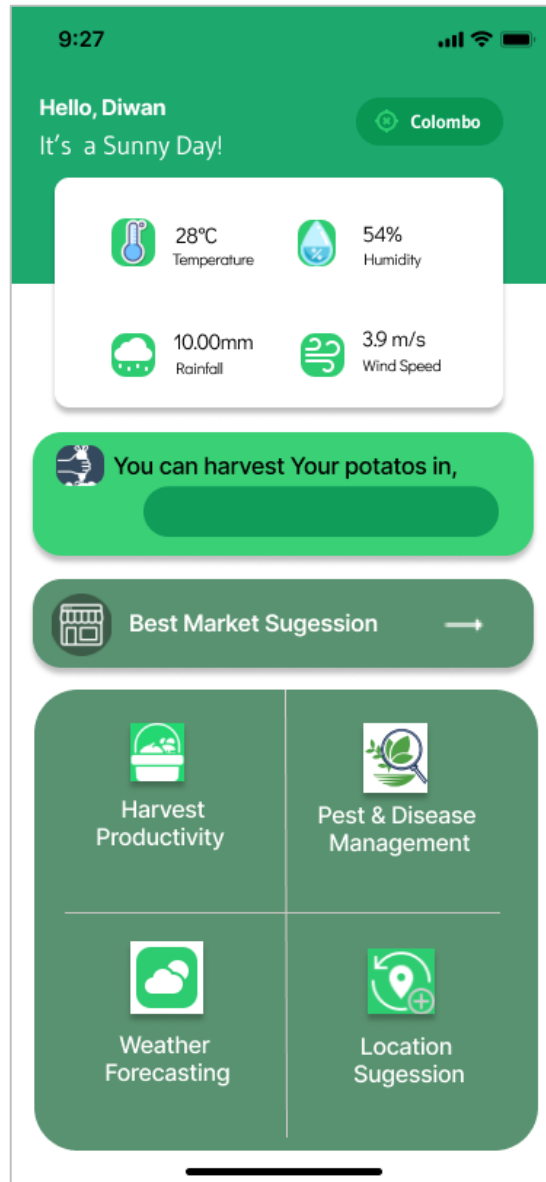 9:27
Hello, Diwan
Colombo
It's a Sunny Day!
28°C
Temperature
54%
Humidity
10.00mm
Rainfall
3.9 m/s
Wind Speed
You can harvest Your potatos in,
Best Market Sugession
Harvest
Productivity
Pest & Disease
Management
Weather
Forecasting
Location
Sugession